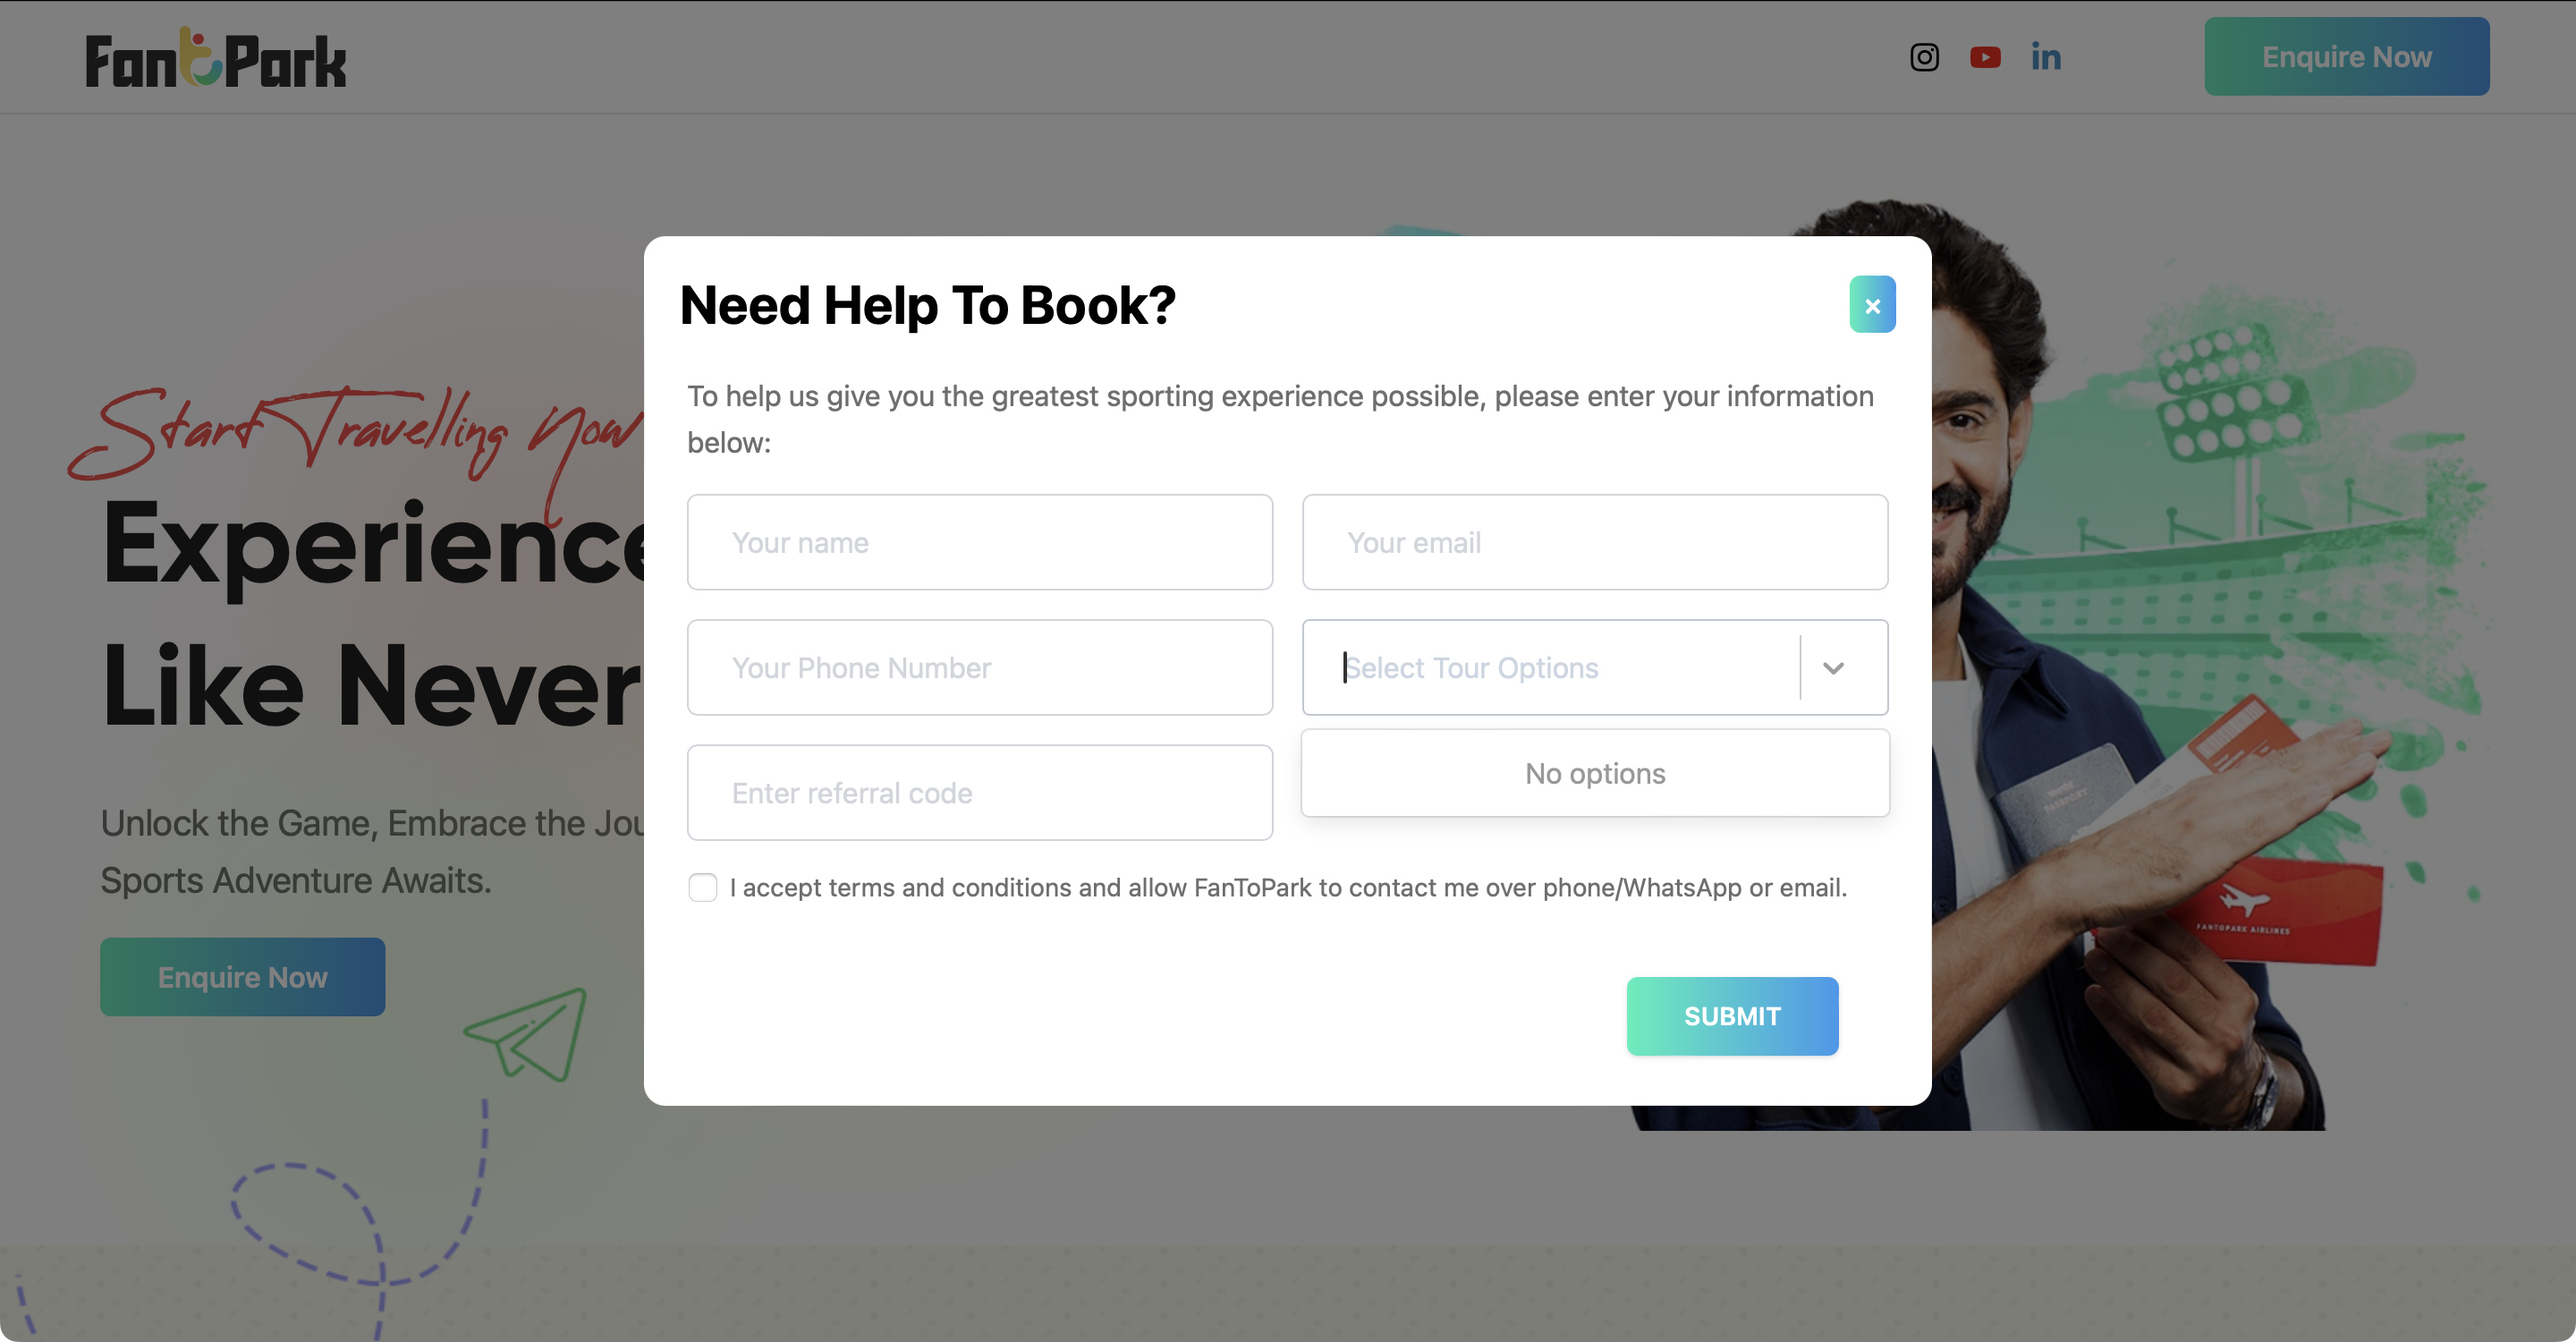 FantoPark
Enquire Now
Need Help To Book?
×
To help us give you the greatest sporting experience possible, please enter your information
below:
Start Travelling Now
Experience
Like Never
Your name
Your email
Your Phone Number
Select Tour Options
Enter referral code
No options
Unlock the Game, Embrace the Jou
Sports Adventure Awaits.
I accept terms and conditions and allow FanToPark to contact me over phone/WhatsApp or email.
Enquire Now
SUBMIT
PASSPORT
FANTOPARK AIRLINES